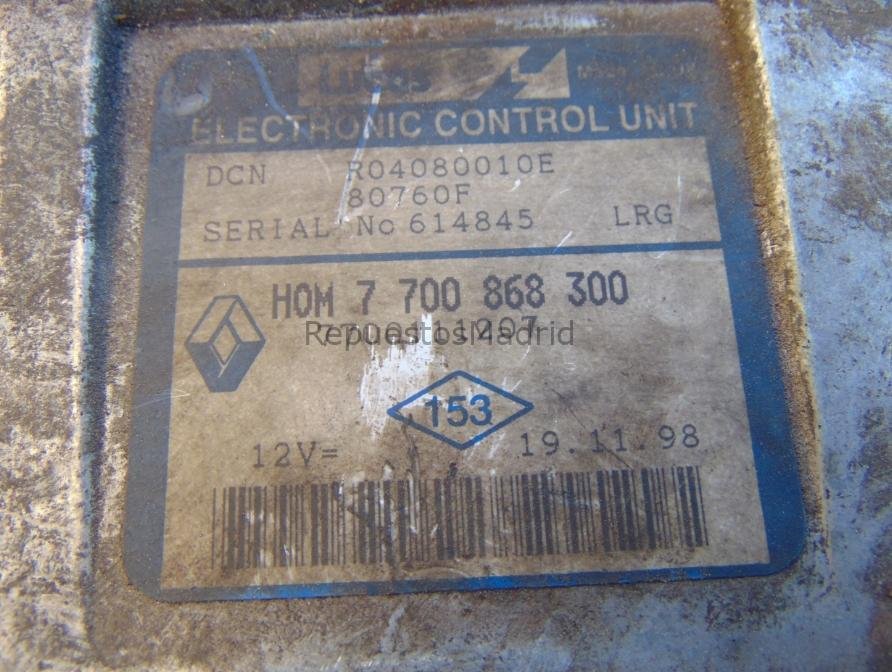 LUCAS
ELECTRONIC CONTROL UNIT
DCN R04080010E
80760F
SERIAL No 614845 LRG
HOM 7 700 868 300
RepuestosMadrid
153
12V= 19.11.98